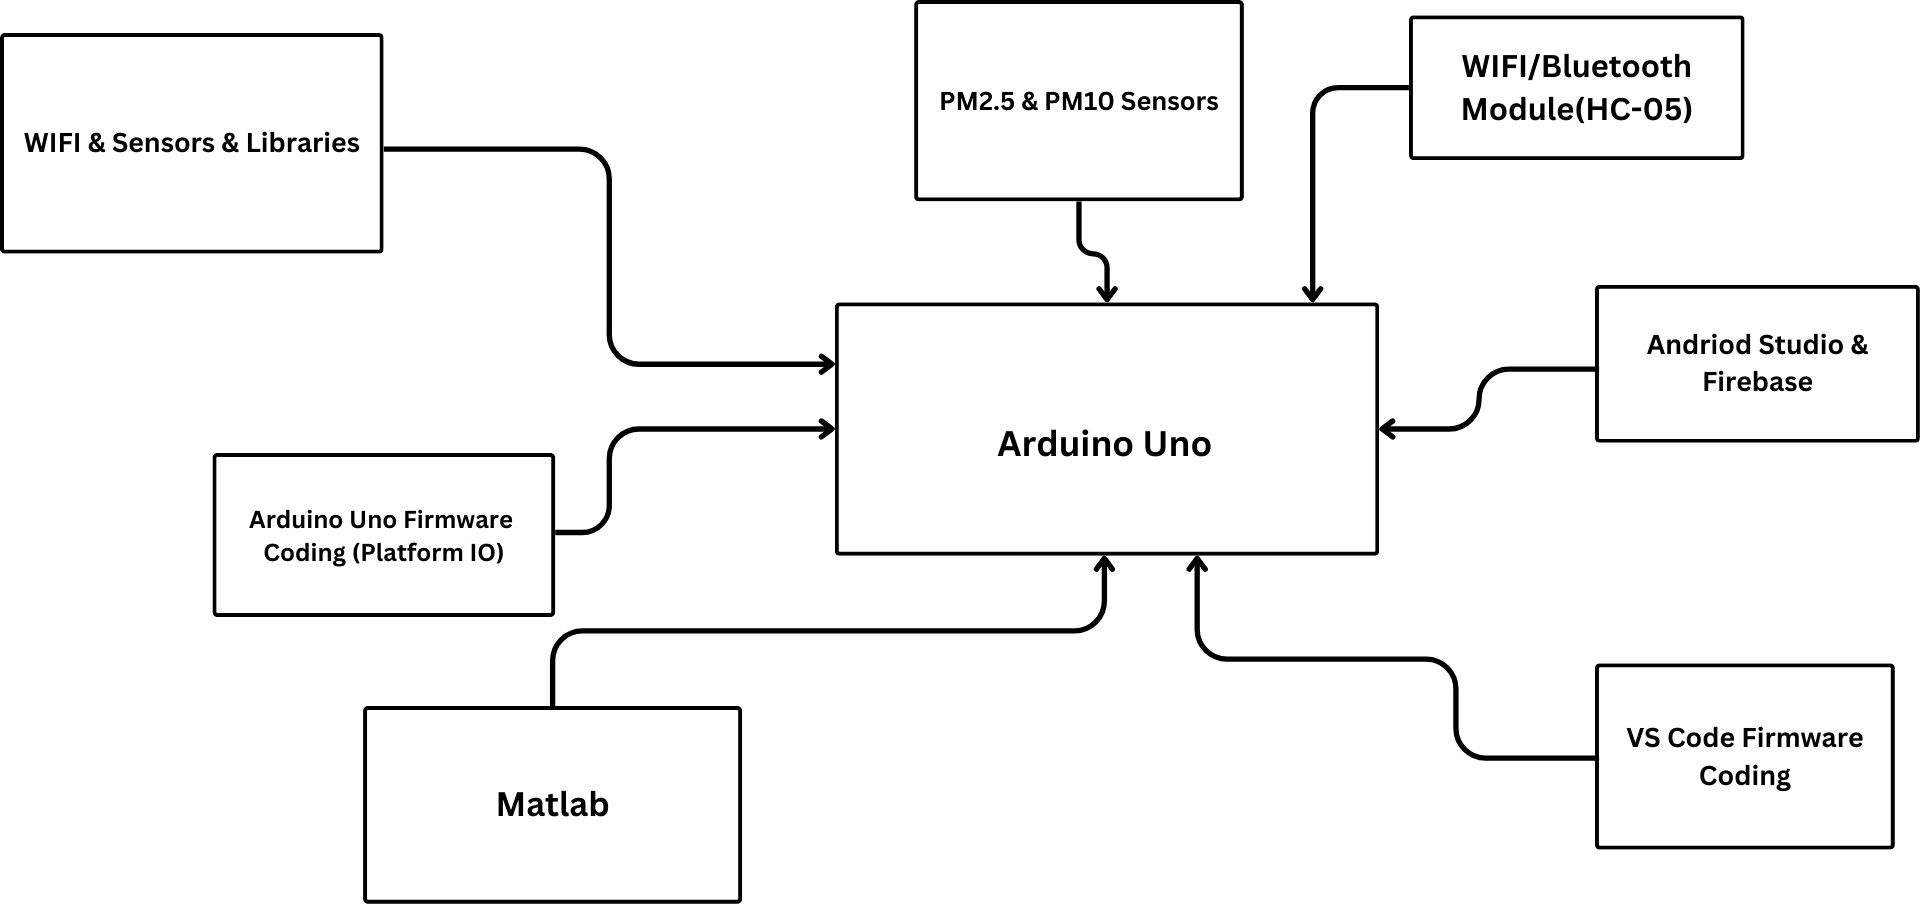 WIFI & Sensors & Libraries
PM2.5 & PM10 Sensors
WIFI/Bluetooth
Module(HC-05)
Andriod Studio &
Firebase
Arduino Uno
Arduino Uno Firmware
Coding (Platform IO)
Matlab
VS Code Firmware
Coding